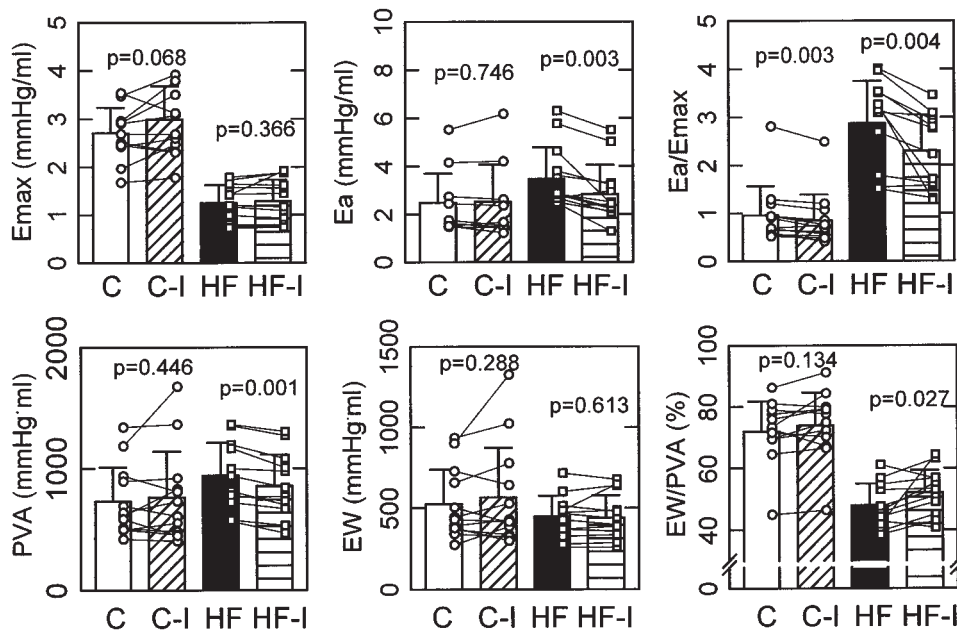 Emax (mmHg/ml)
5
4
3
2
1
0
p=0.068
p=0.366
C C-I HF HF-I
Ea (mmHg/ml)
10
8
6
4
2
0
p=0.746
p=0.003
C C-I HF HF-I
Ea/Emax
5
4
3
2
1
0
p=0.003
p=0.004
C C-I HF HF-I
PVA (mmHg·ml)
2000
1000
0
p=0.446
p=0.001
C C-I HF HF-I
EW (mmHg·ml)
1500
1000
500
0
p=0.288
p=0.613
C C-I HF HF-I
EW/PVA (%)
100
80
60
40
0
p=0.134
p=0.027
C C-I HF HF-I